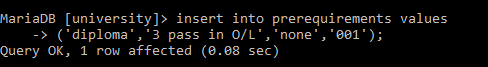 MariaDB [university]> insert into prerequirements values
    -> ('diploma','3 pass in O/L','none','001');
Query OK, 1 row affected (0.08 sec)